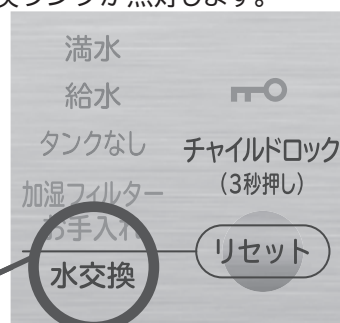 ランプが点灯します。
満水
給水
タンクなし
加湿フィルター
お手入れ
水交換
チャイルドロック
(3秒押し)
リセット